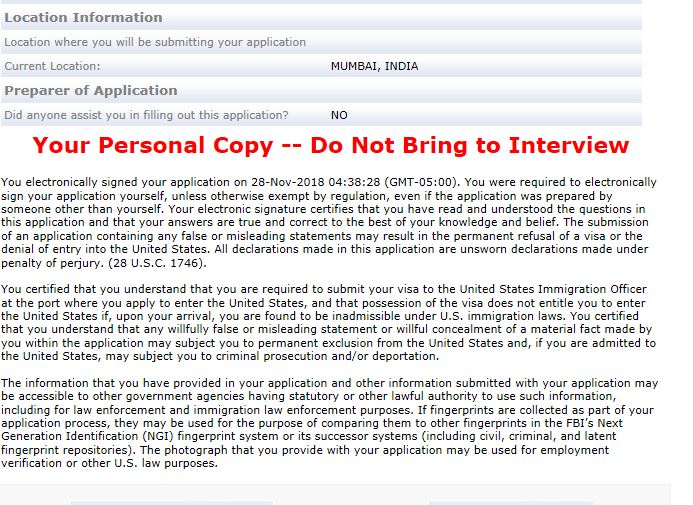 Location Information
Location where you will be submitting your application
Current Location: MUMBAI, INDIA
Preparer of Application
Did anyone assist you in filling out this application? NO
Your Personal Copy -- Do Not Bring to Interview
You electronically signed your application on 28-Nov-2018 04:38:28 (GMT-05:00). You were required to electronically
sign your application yourself, unless otherwise exempt by regulation, even if the application was prepared by
someone other than yourself. Your electronic signature certifies that you have read and understood the questions in
this application and that your answers are true and correct to the best of your knowledge and belief. The submission
of an application containing any false or misleading statements may result in the permanent refusal of a visa or the
denial of entry into the United States. All declarations made in this application are unsworn declarations made under
penalty of perjury. (28 U.S.C. 1746).
You certified that you understand that you are required to submit your visa to the United States Immigration Officer
at the port where you apply to enter the United States, and that possession of the visa does not entitle you to enter
the United States if, upon your arrival, you are found to be inadmissible under U.S. immigration laws. You certified
that you understand that any willfully false or misleading statement or willful concealment of a material fact made by
you within the application may subject you to permanent exclusion from the United States and, if you are admitted to
the United States, may subject you to criminal prosecution and/or deportation.
The information that you have provided in your application and other information submitted with your application may
be accessible to other government agencies having statutory or other lawful authority to use such information,
including for law enforcement and immigration law enforcement purposes. If fingerprints are collected as part of your
application process, they may be used for the purpose of comparing them to other fingerprints in the FBI's Next
Generation Identification (NGI) fingerprint system or its successor systems (including civil, criminal, and latent
fingerprint repositories). The photograph that you provide with your application may be used for employment
verification or other U.S. law purposes.